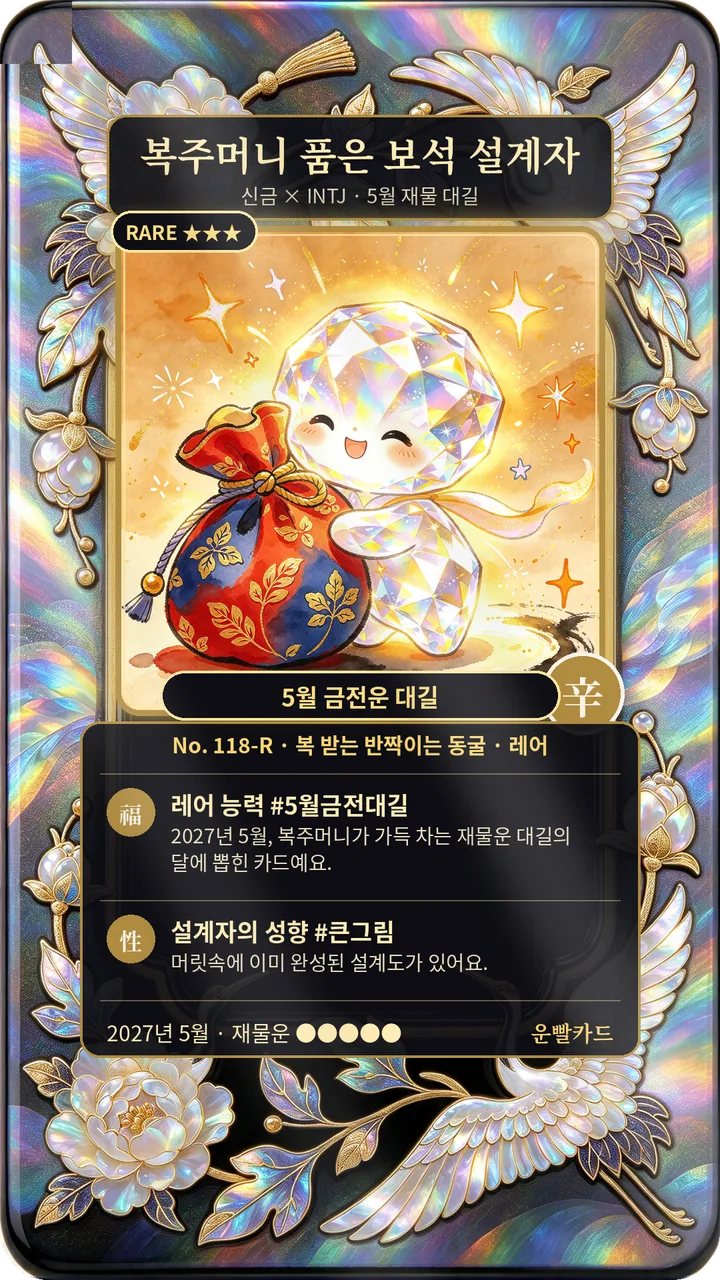 복주머니 품은 보석 설계자
신금 × INTJ · 5월 재물 대길
RARE ★★★
5월 금전운 대길
辛
No. 118-R · 복 받는 반짝이는 동굴 · 레어
福
레어 능력 #5월금전대길
2027년 5월, 복주머니가 가득 차는 재물운 대길의
달에 뽑힌 카드예요.
性
설계자의 성향 #큰그림
머릿속에 이미 완성된 설계도가 있어요.
2027년 5월 · 재물운 ●●●●●
운빨카드